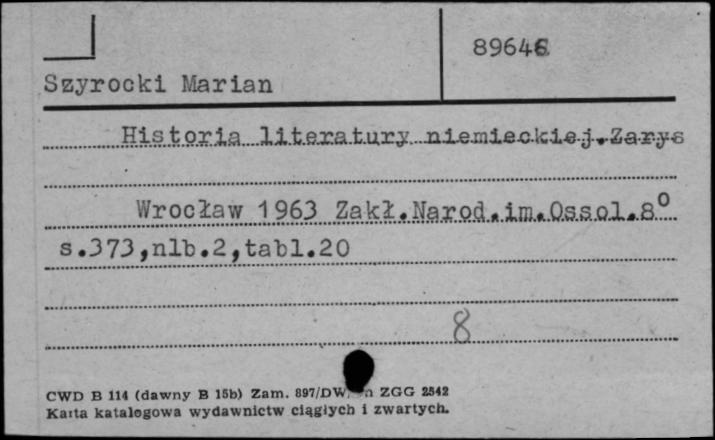 8964
Szyrocki Marian
Historia literatury niemieckiej.Zarys
Wrocław 1963 Zakł.Narod.im.Ossol.8°
s.373,nlb.2,tabl.20
8
CWD B 114 (dawny B 15b) Zam. 897/DW. ZGG 2542
Karta katalogowa wydawnictw ciągłych i zwartych.